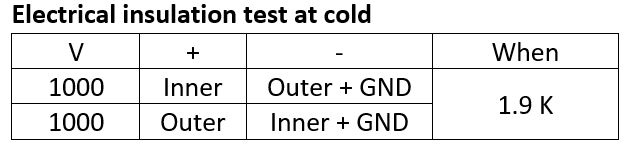 Electrical insulation test at cold
V + - When
1000 Inner Outer + GND 1.9 K
1000 Outer Inner + GND